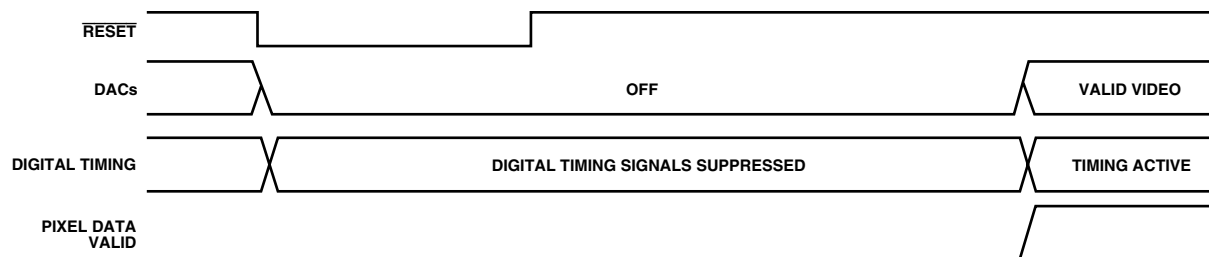 RESET
DACs
OFF
VALID VIDEO
DIGITAL TIMING
DIGITAL TIMING SIGNALS SUPPRESSED
TIMING ACTIVE
PIXEL DATA
VALID